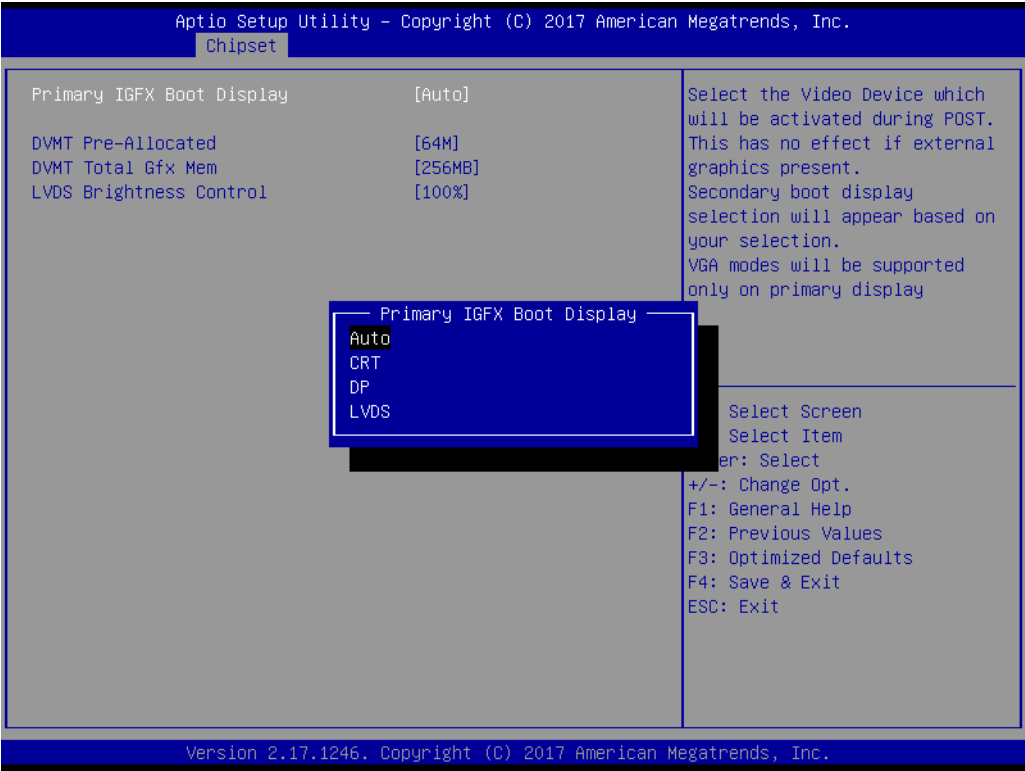 Aptio Setup Utility – Copyright (C) 2017 American Megatrends, Inc.
Chipset
Primary IGFX Boot Display [Auto]
DVMT Pre-Allocated [64M]
DVMT Total Gfx Mem [256MB]
LVDS Brightness Control [100%]
Select the Video Device which
will be activated during POST.
This has no effect if external
graphics present.
Secondary boot display
selection will appear based on
your selection.
VGA modes will be supported
only on primary display
Primary IGFX Boot Display
Auto
CRT
DP
LVDS
Select Screen
Select Item
er: Select
+/-: Change Opt.
F1: General Help
F2: Previous Values
F3: Optimized Defaults
F4: Save & Exit
ESC: Exit
Version 2.17.1246. Copyright (C) 2017 American Megatrends, Inc.